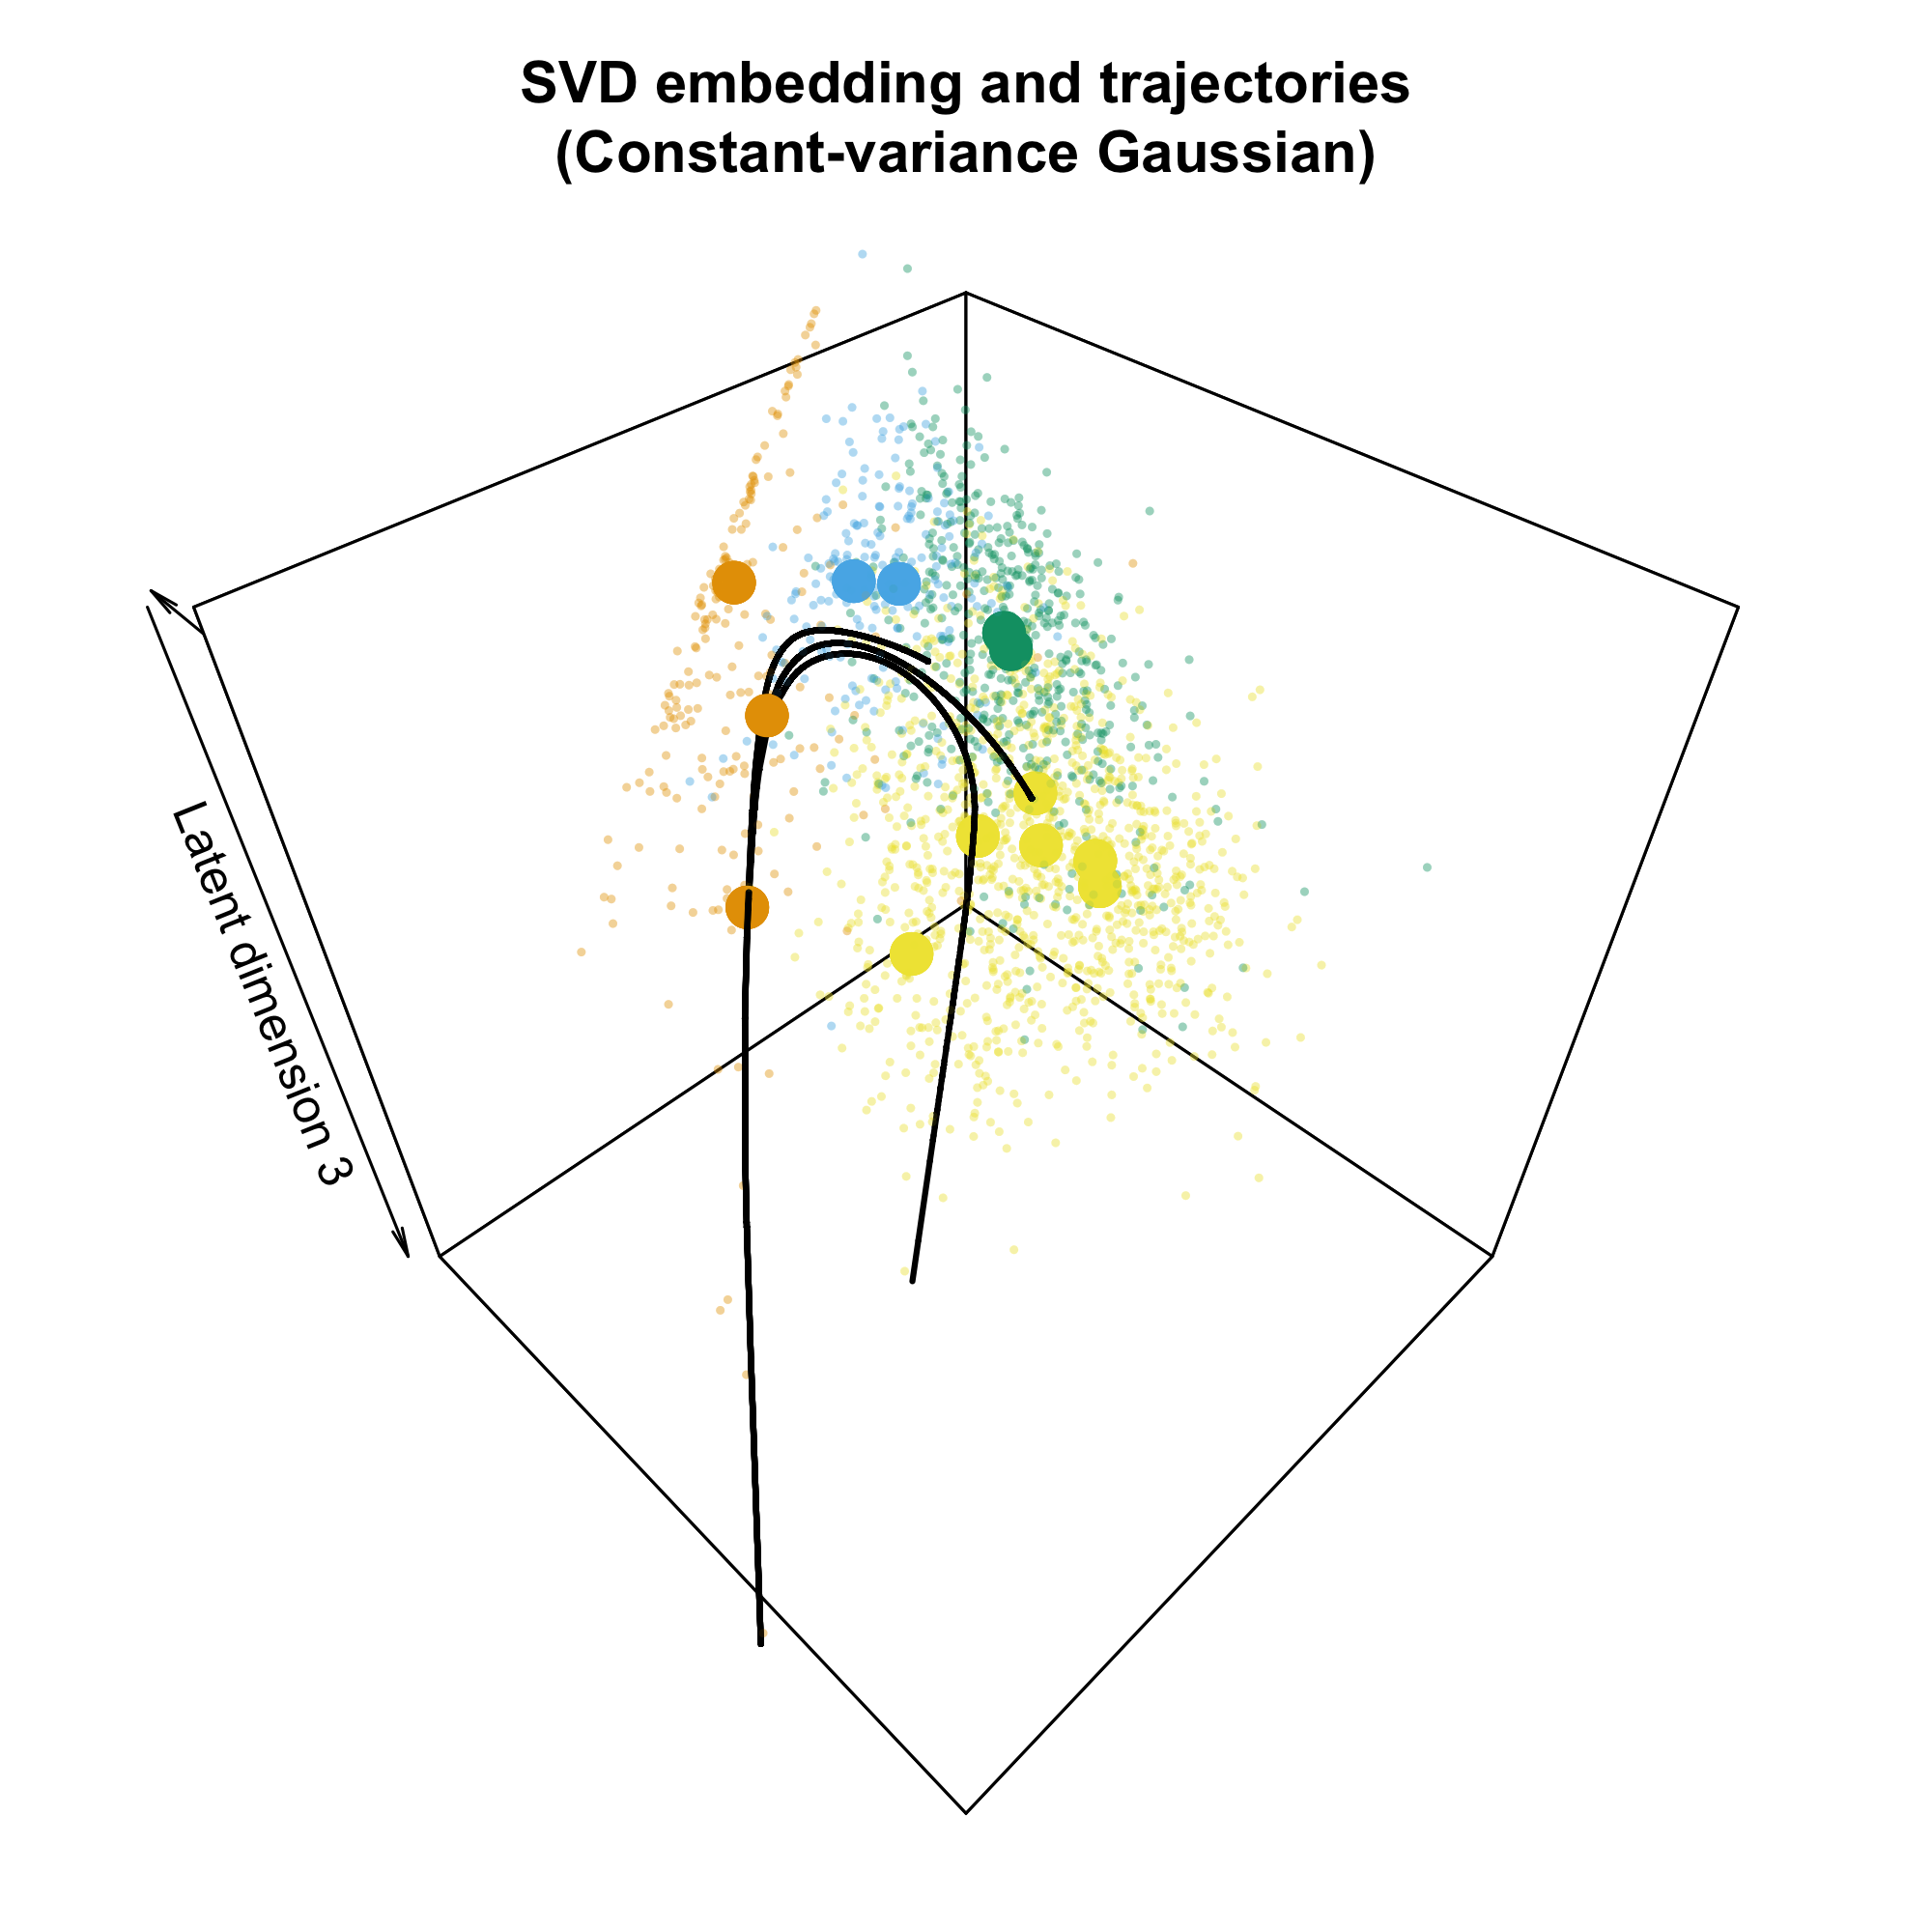 SVD embedding and trajectories
(Constant-variance Gaussian)
Latent dimension 3